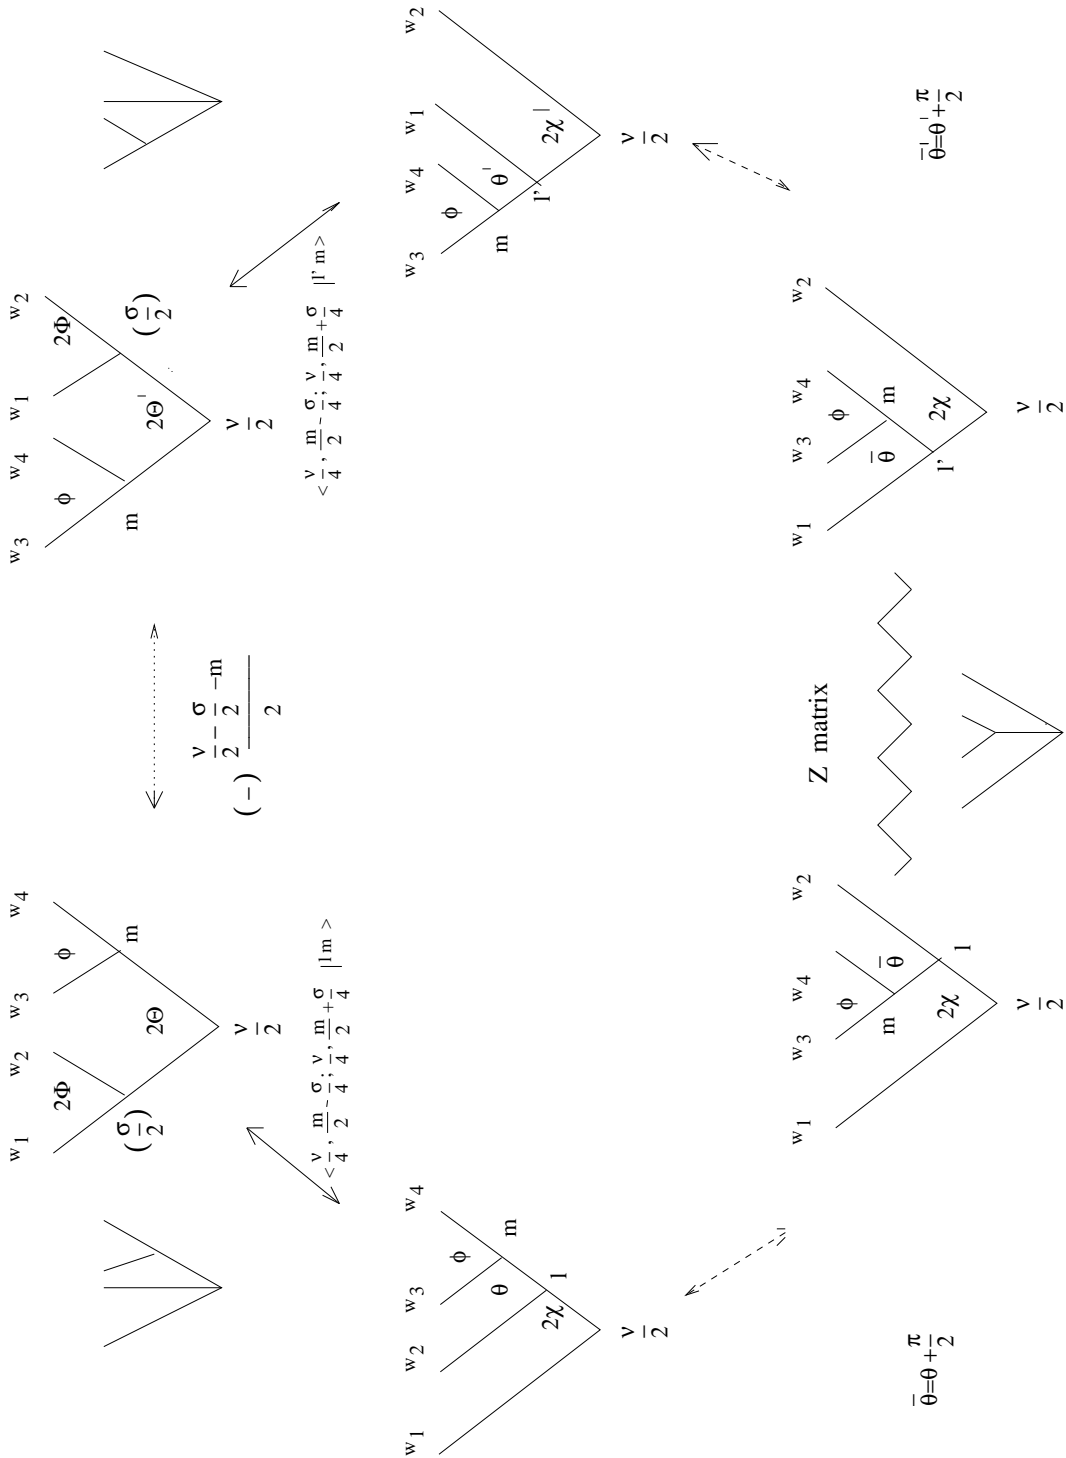 w1 w2 w3 w4
w3 w4 w1 w2
2Φ φ
φ 2Φ
(σ/2) m
m (σ/2)
2Θ
2Θ'
ν/2
(−) (ν/2 − σ/2 − m)/2
ν/2
<ν/4, m/2 − σ/4; ν/4, m/2 + σ/4 |l m>
<ν/4, m/2 − σ/4; ν/4, m/2 + σ/4 |l' m>
w1 w2 w3 w4
w3 w4 w1 w2
φ
θ m
2χ l
ν/2
φ
m θ'
l' 2χ'
ν/2
w1 w3 w4 w2
w1 w3 w4 w2
Z matrix
φ
m θ̄
2χ l
ν/2
φ
θ̄ m
l' 2χ
ν/2
θ̄=θ+π/2
θ̄'=θ'+π/2